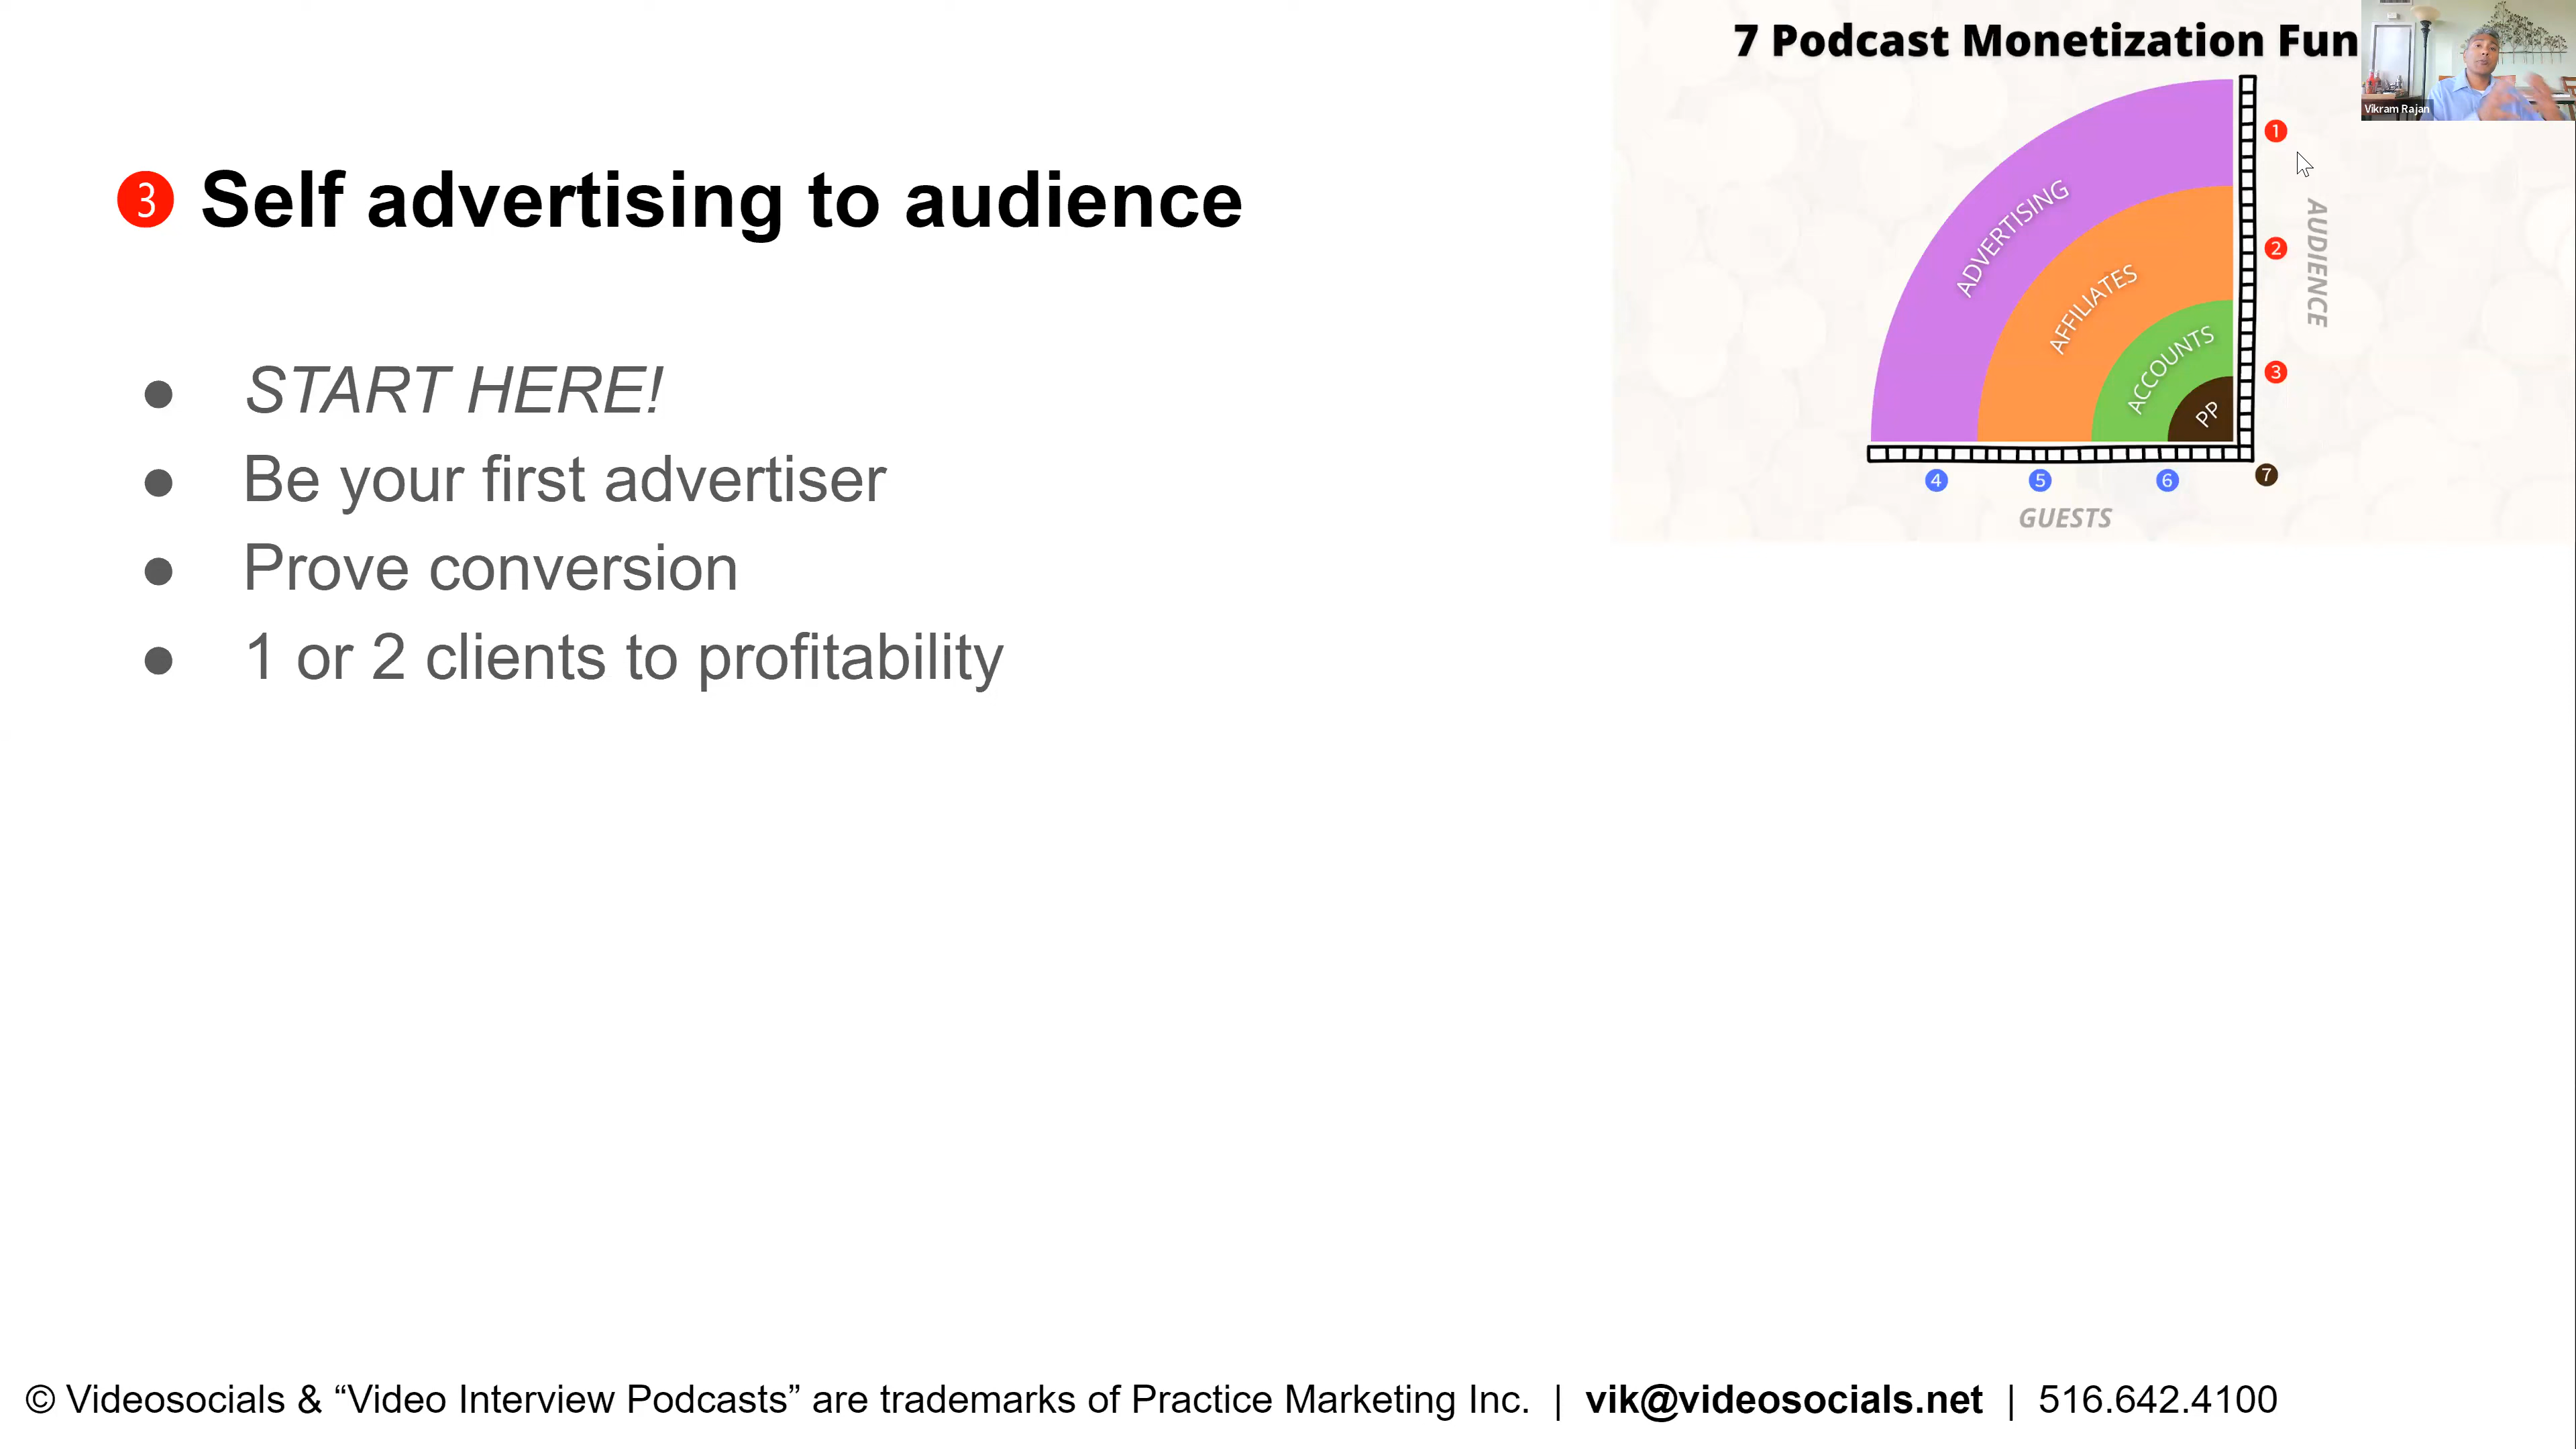 7 Podcast Monetization Fun
Vikram Rajan
❸ Self advertising to audience
● START HERE!
● Be your first advertiser
● Prove conversion
● 1 or 2 clients to profitability
ADVERTISING
AFFILIATES
ACCOUNTS
PP
1
2
3
AUDIENCE
4 5 6 7
GUESTS
© Videosocials & “Video Interview Podcasts” are trademarks of Practice Marketing Inc. | vik@videosocials.net | 516.642.4100